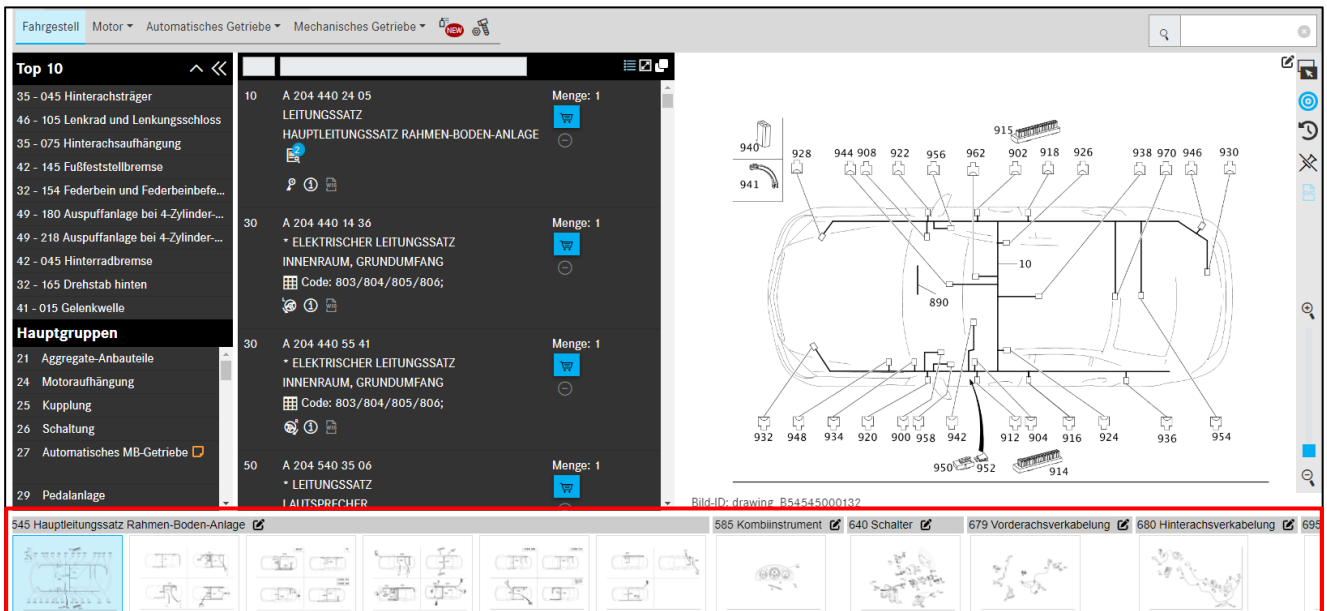 Fahrgestell Motor Automatisches Getriebe Mechanisches Getriebe NEW
Top 10
35 - 045 Hinterachsträger
46 - 105 Lenkrad und Lenkungsschloss
35 - 075 Hinterachsaufhängung
42 - 145 Fußfeststellbremse
32 - 154 Federbein und Federbeinbefe...
49 - 180 Auspuffanlage bei 4-Zylinder-...
49 - 218 Auspuffanlage bei 4-Zylinder-...
42 - 045 Hinterradbremse
32 - 165 Drehstab hinten
41 - 015 Gelenkwelle
Hauptgruppen
21 Aggregate-Anbauteile
24 Motoraufhängung
25 Kupplung
26 Schaltung
27 Automatisches MB-Getriebe
29 Pedalanlage
10 A 204 440 24 05 Menge: 1
LEITUNGSSATZ
HAUPTLEITUNGSSATZ RAHMEN-BODEN-ANLAGE
2
30 A 204 440 14 36 Menge: 1
* ELEKTRISCHER LEITUNGSSATZ
INNENRAUM, GRUNDUMFANG
Code: 803/804/805/806;
30 A 204 440 55 41 Menge: 1
* ELEKTRISCHER LEITUNGSSATZ
INNENRAUM, GRUNDUMFANG
Code: 803/804/805/806;
50 A 204 540 35 06 Menge: 1
* LEITUNGSSATZ
LAUTSPRECHER
915
940 928 944 908 922 956 962 902 918 926 938 970 946 930
941
10
890
932 948 934 920 900 958 942 912 904 916 924 936 954
950 952 914
Bild-ID: drawing_B54545000132
545 Hauptleitungssatz Rahmen-Boden-Anlage 585 Kombiinstrument 640 Schalter 679 Vorderachsverkabelung 680 Hinterachsverkabelung 695